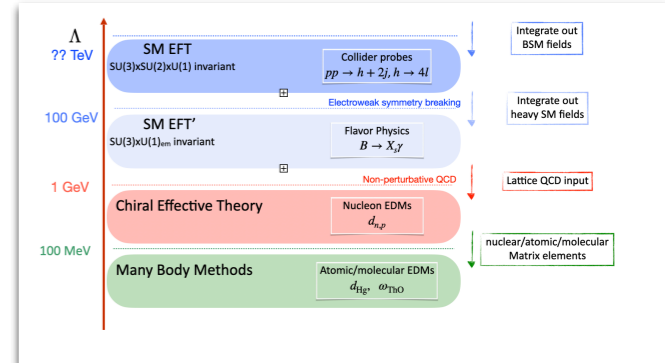 Λ
?? TeV
SM EFT
SU(3)xSU(2)xU(1) invariant
Collider probes
pp → h + 2j, h → 4l
Integrate out
BSM fields
Electroweak symmetry breaking
100 GeV
SM EFT’
SU(3)xU(1)em invariant
Flavor Physics
B → Xsγ
Integrate out
heavy SM fields
Non-perturbative QCD
1 GeV
Chiral Effective Theory
Nucleon EDMs
dn,p
Lattice QCD input
100 MeV
Many Body Methods
Atomic/molecular EDMs
dHg, ωThO
nuclear/atomic/molecular
Matrix elements